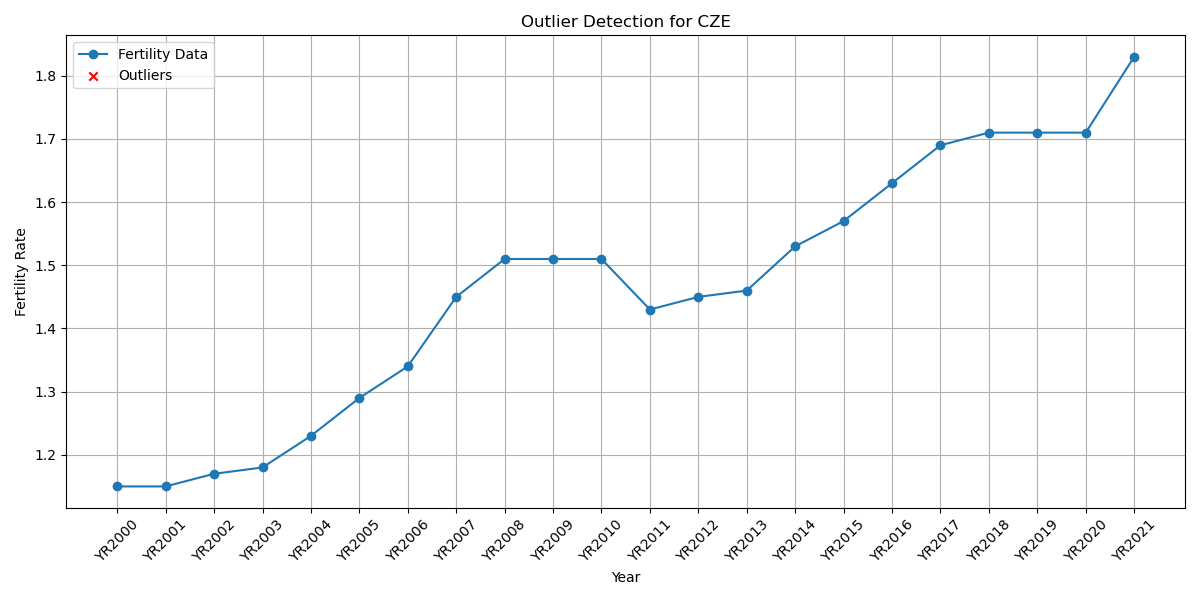 Outlier Detection for CZE
Fertility Data
Outliers
Fertility Rate
1.8
1.7
1.6
1.5
1.4
1.3
1.2
YR2000
YR2001
YR2002
YR2003
YR2004
YR2005
YR2006
YR2007
YR2008
YR2009
YR2010
YR2011
YR2012
YR2013
YR2014
YR2015
YR2016
YR2017
YR2018
YR2019
YR2020
YR2021
Year